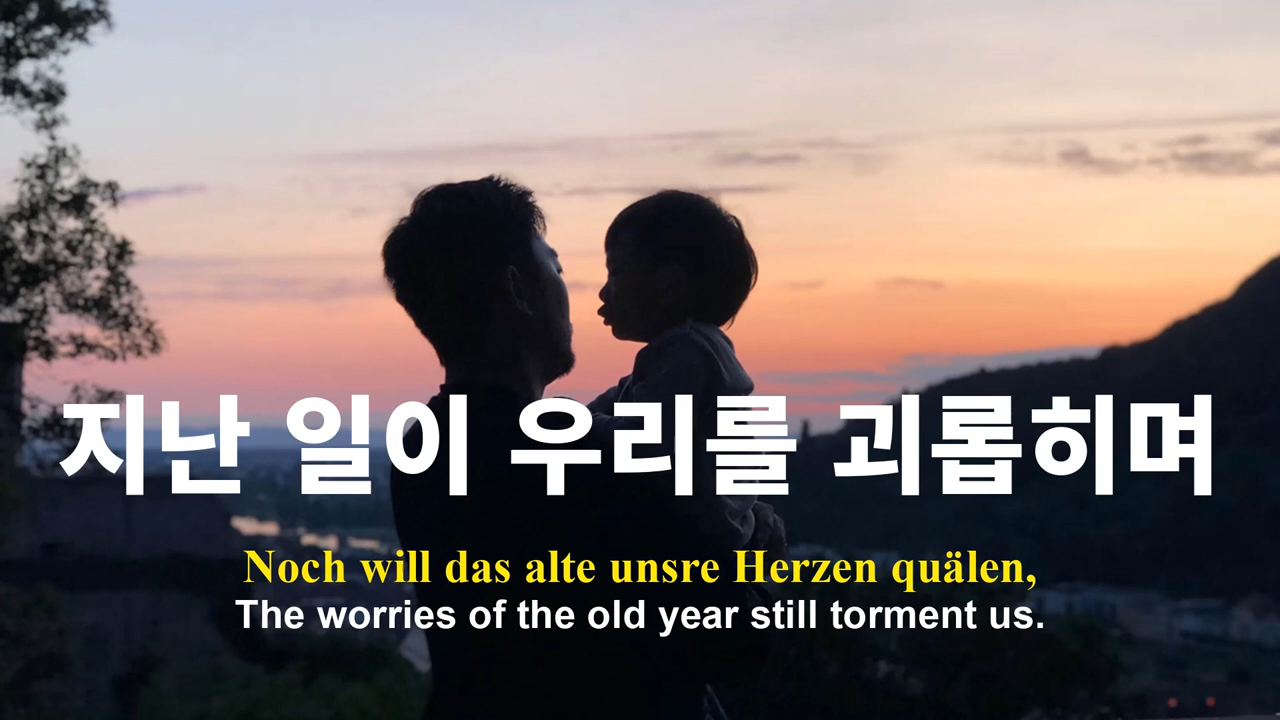 지난 일이 우리를 괴롭히며
Noch will das alte unsre Herzen quälen,
The worries of the old year still torment us.